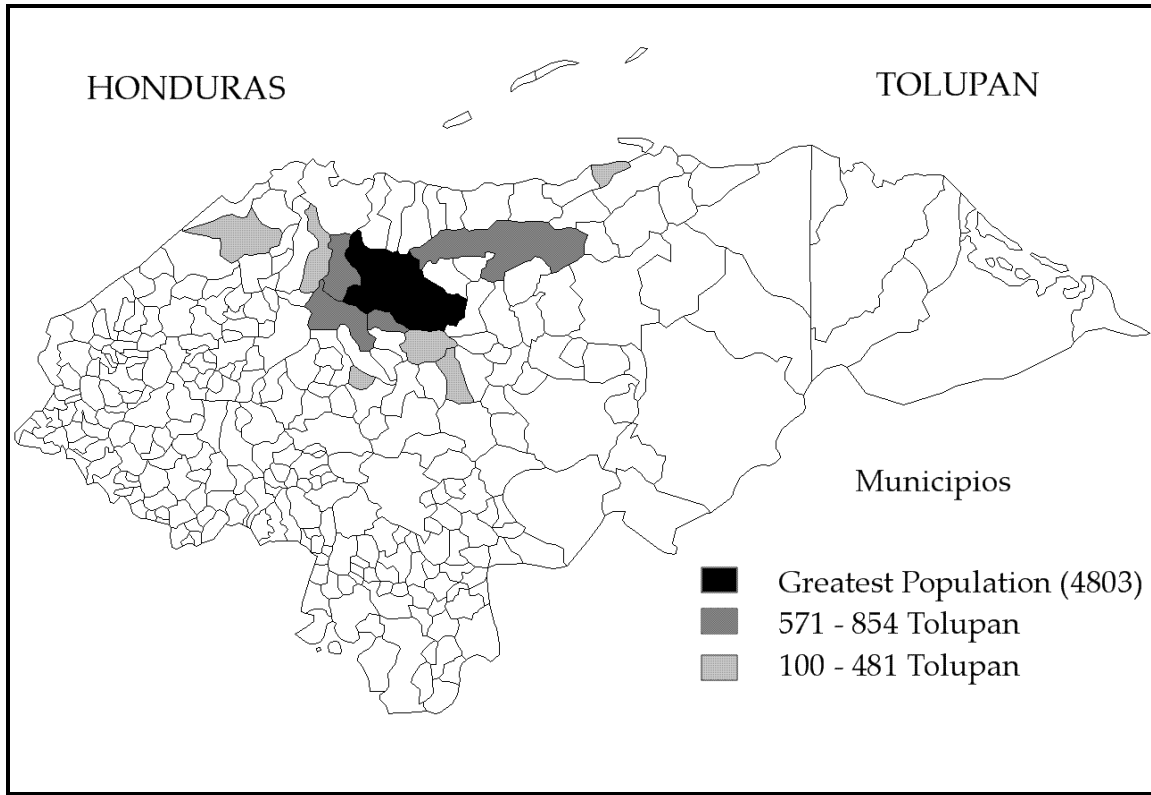 HONDURAS
TOLUPAN
Municipios
Greatest Population (4803)
571 - 854 Tolupan
100 - 481 Tolupan